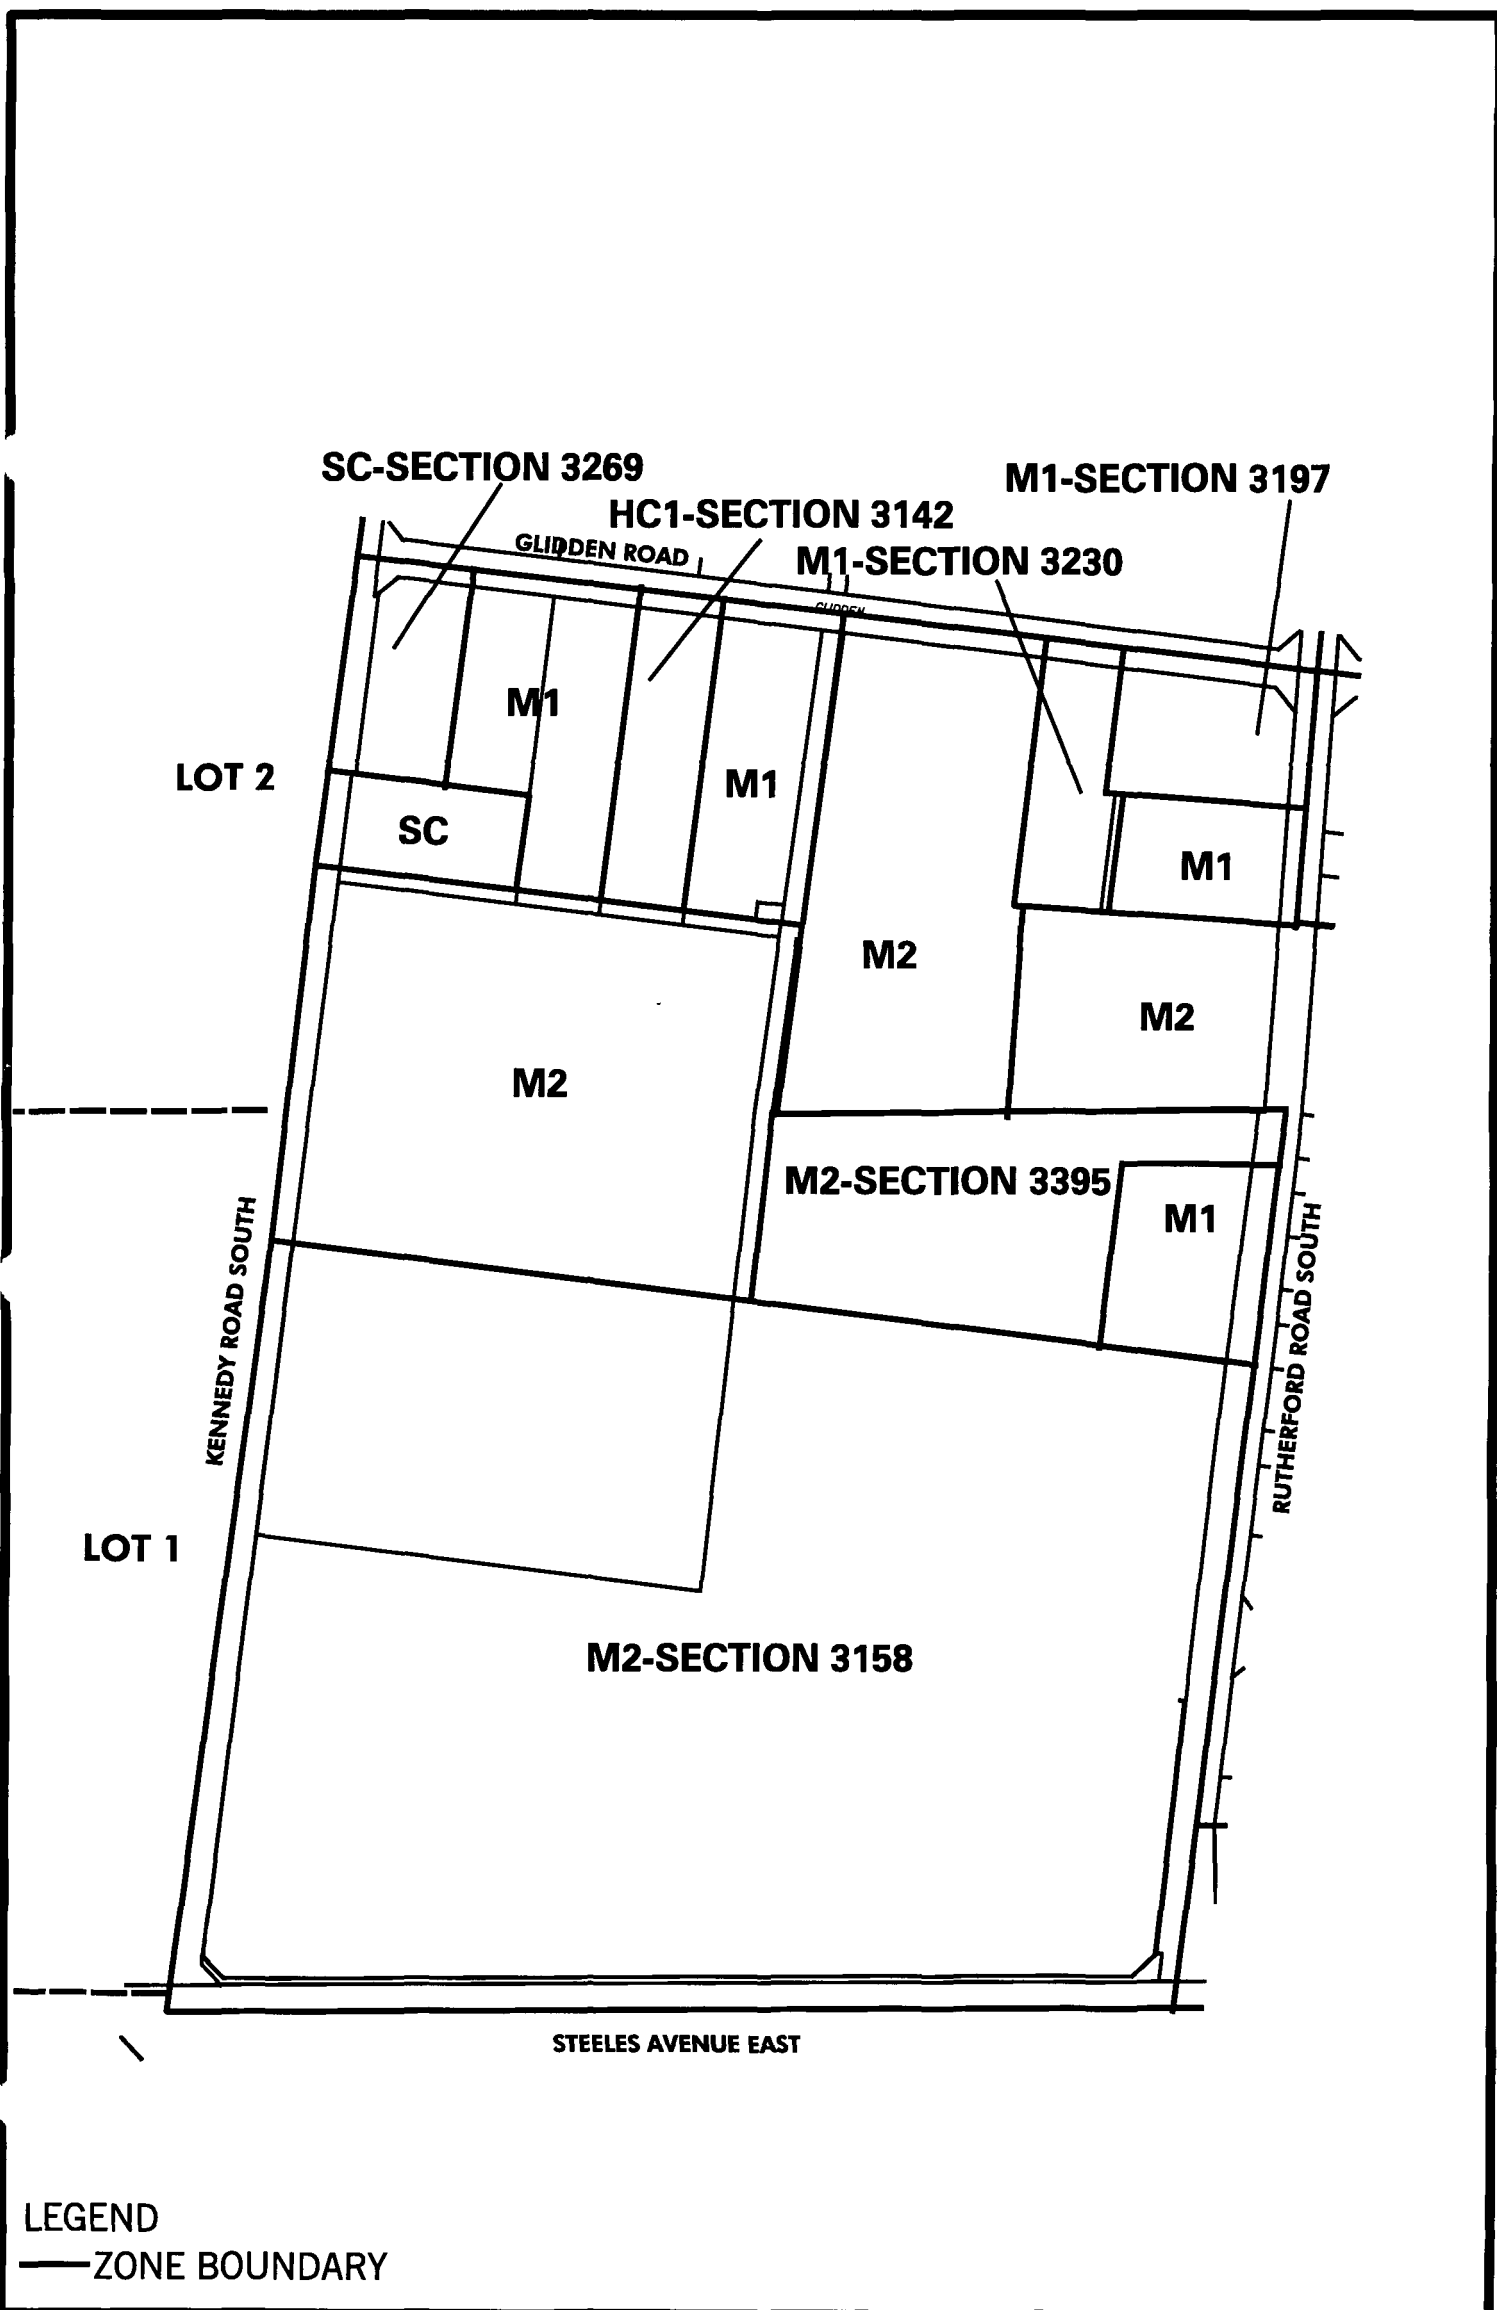 SC-SECTION 3269
M1-SECTION 3197
HC1-SECTION 3142
GLIDDEN ROAD
M1-SECTION 3230
GLIDDEN
M1
LOT 2
M1
SC
M1
M2
M2
M2
M2-SECTION 3395
M1
KENNEDY ROAD SOUTH
RUTHERFORD ROAD SOUTH
LOT 1
M2-SECTION 3158
STEELES AVENUE EAST
LEGEND
ZONE BOUNDARY